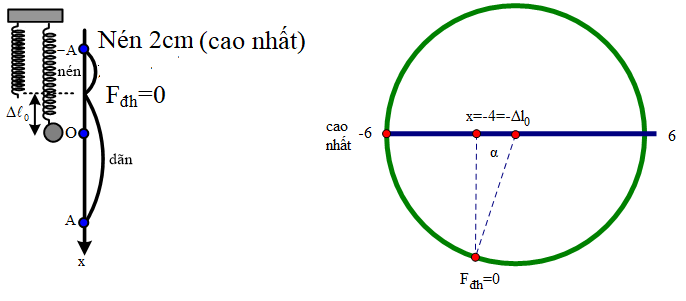 Nén 2cm (cao nhất)
-A
nén
Fđh=0
Δℓ0
O
dãn
A
x
cao
nhất
-6
x=-4=-Δl0
6
α
Fđh=0